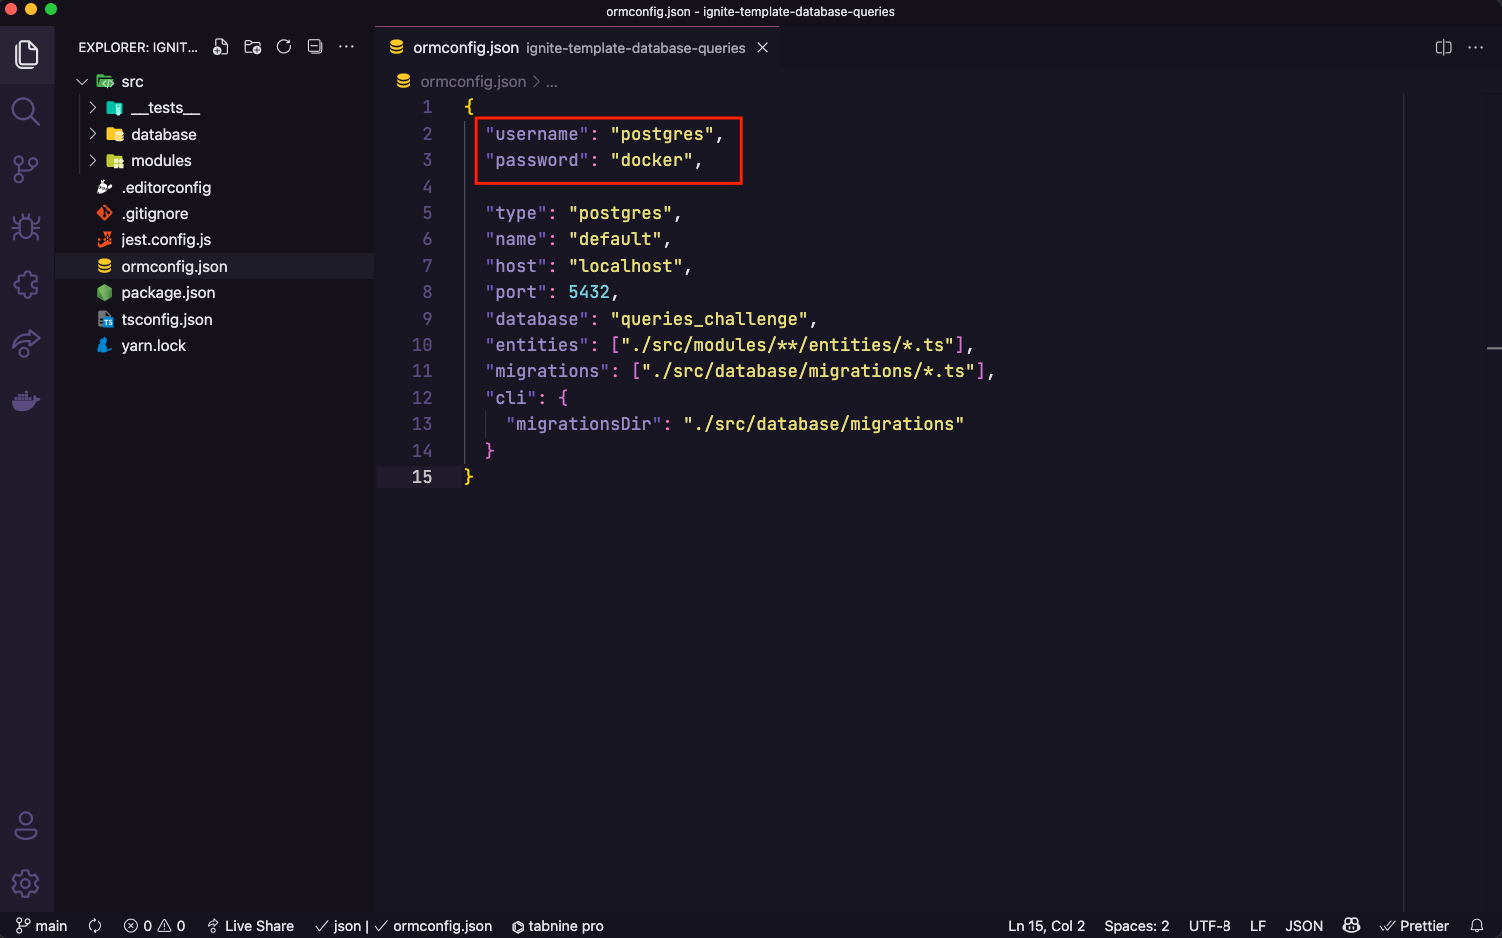 ormconfig.json - ignite-template-database-queries
EXPLORER: IGNIT...
ormconfig.json ignite-template-database-queries
src
ormconfig.json > ...
__tests__
database
modules
.editorconfig
.gitignore
jest.config.js
ormconfig.json
package.json
tsconfig.json
yarn.lock
1 {
2 "username": "postgres",
3 "password": "docker",
4
5 "type": "postgres",
6 "name": "default",
7 "host": "localhost",
8 "port": 5432,
9 "database": "queries_challenge",
10 "entities": ["./src/modules/**/entities/*.ts"],
11 "migrations": ["./src/database/migrations/*.ts"],
12 "cli": {
13 "migrationsDir": "./src/database/migrations"
14 }
15 }
main 0 0 Live Share json | ormconfig.json tabnine pro Ln 15, Col 2 Spaces: 2 UTF-8 LF JSON Prettier